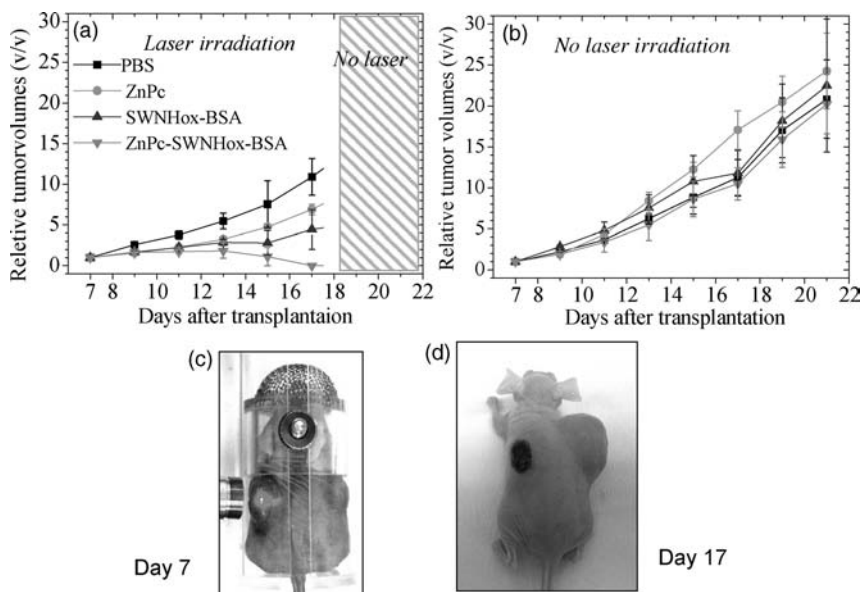 (a)
Laser irradiation
No laser
PBS
ZnPc
SWNHox-BSA
ZnPc-SWNHox-BSA
Reletive tumorvolumes (v/v)
30
25
20
15
10
5
0
7 8 10 12 14 16 18 20 22
Days after transplantaion
(b)
No laser irradiation
Relative tumor volumes (v/v)
30
25
20
15
10
5
0
7 8 10 12 14 16 18 20 22
Days after transplantation
(c)
Day 7
(d)
Day 17